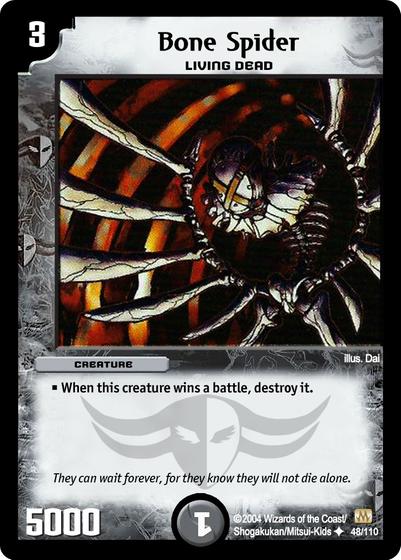 3
Bone Spider
LIVING DEAD
illus. Dai
CREATURE
▪ When this creature wins a battle, destroy it.
They can wait forever, for they know they will not die alone.
5000
1
©2004 Wizards of the Coast/
Shogakukan/Mitsui-Kids ✦ 48/110